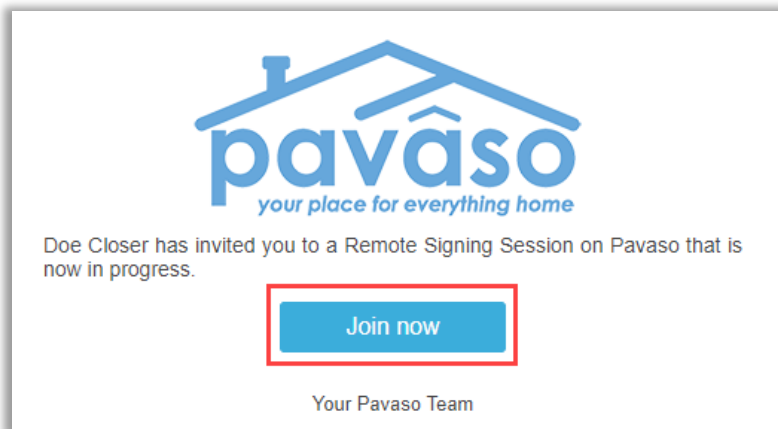 pavâso
your place for everything home
Doe Closer has invited you to a Remote Signing Session on Pavaso that is
now in progress.
Join now
Your Pavaso Team